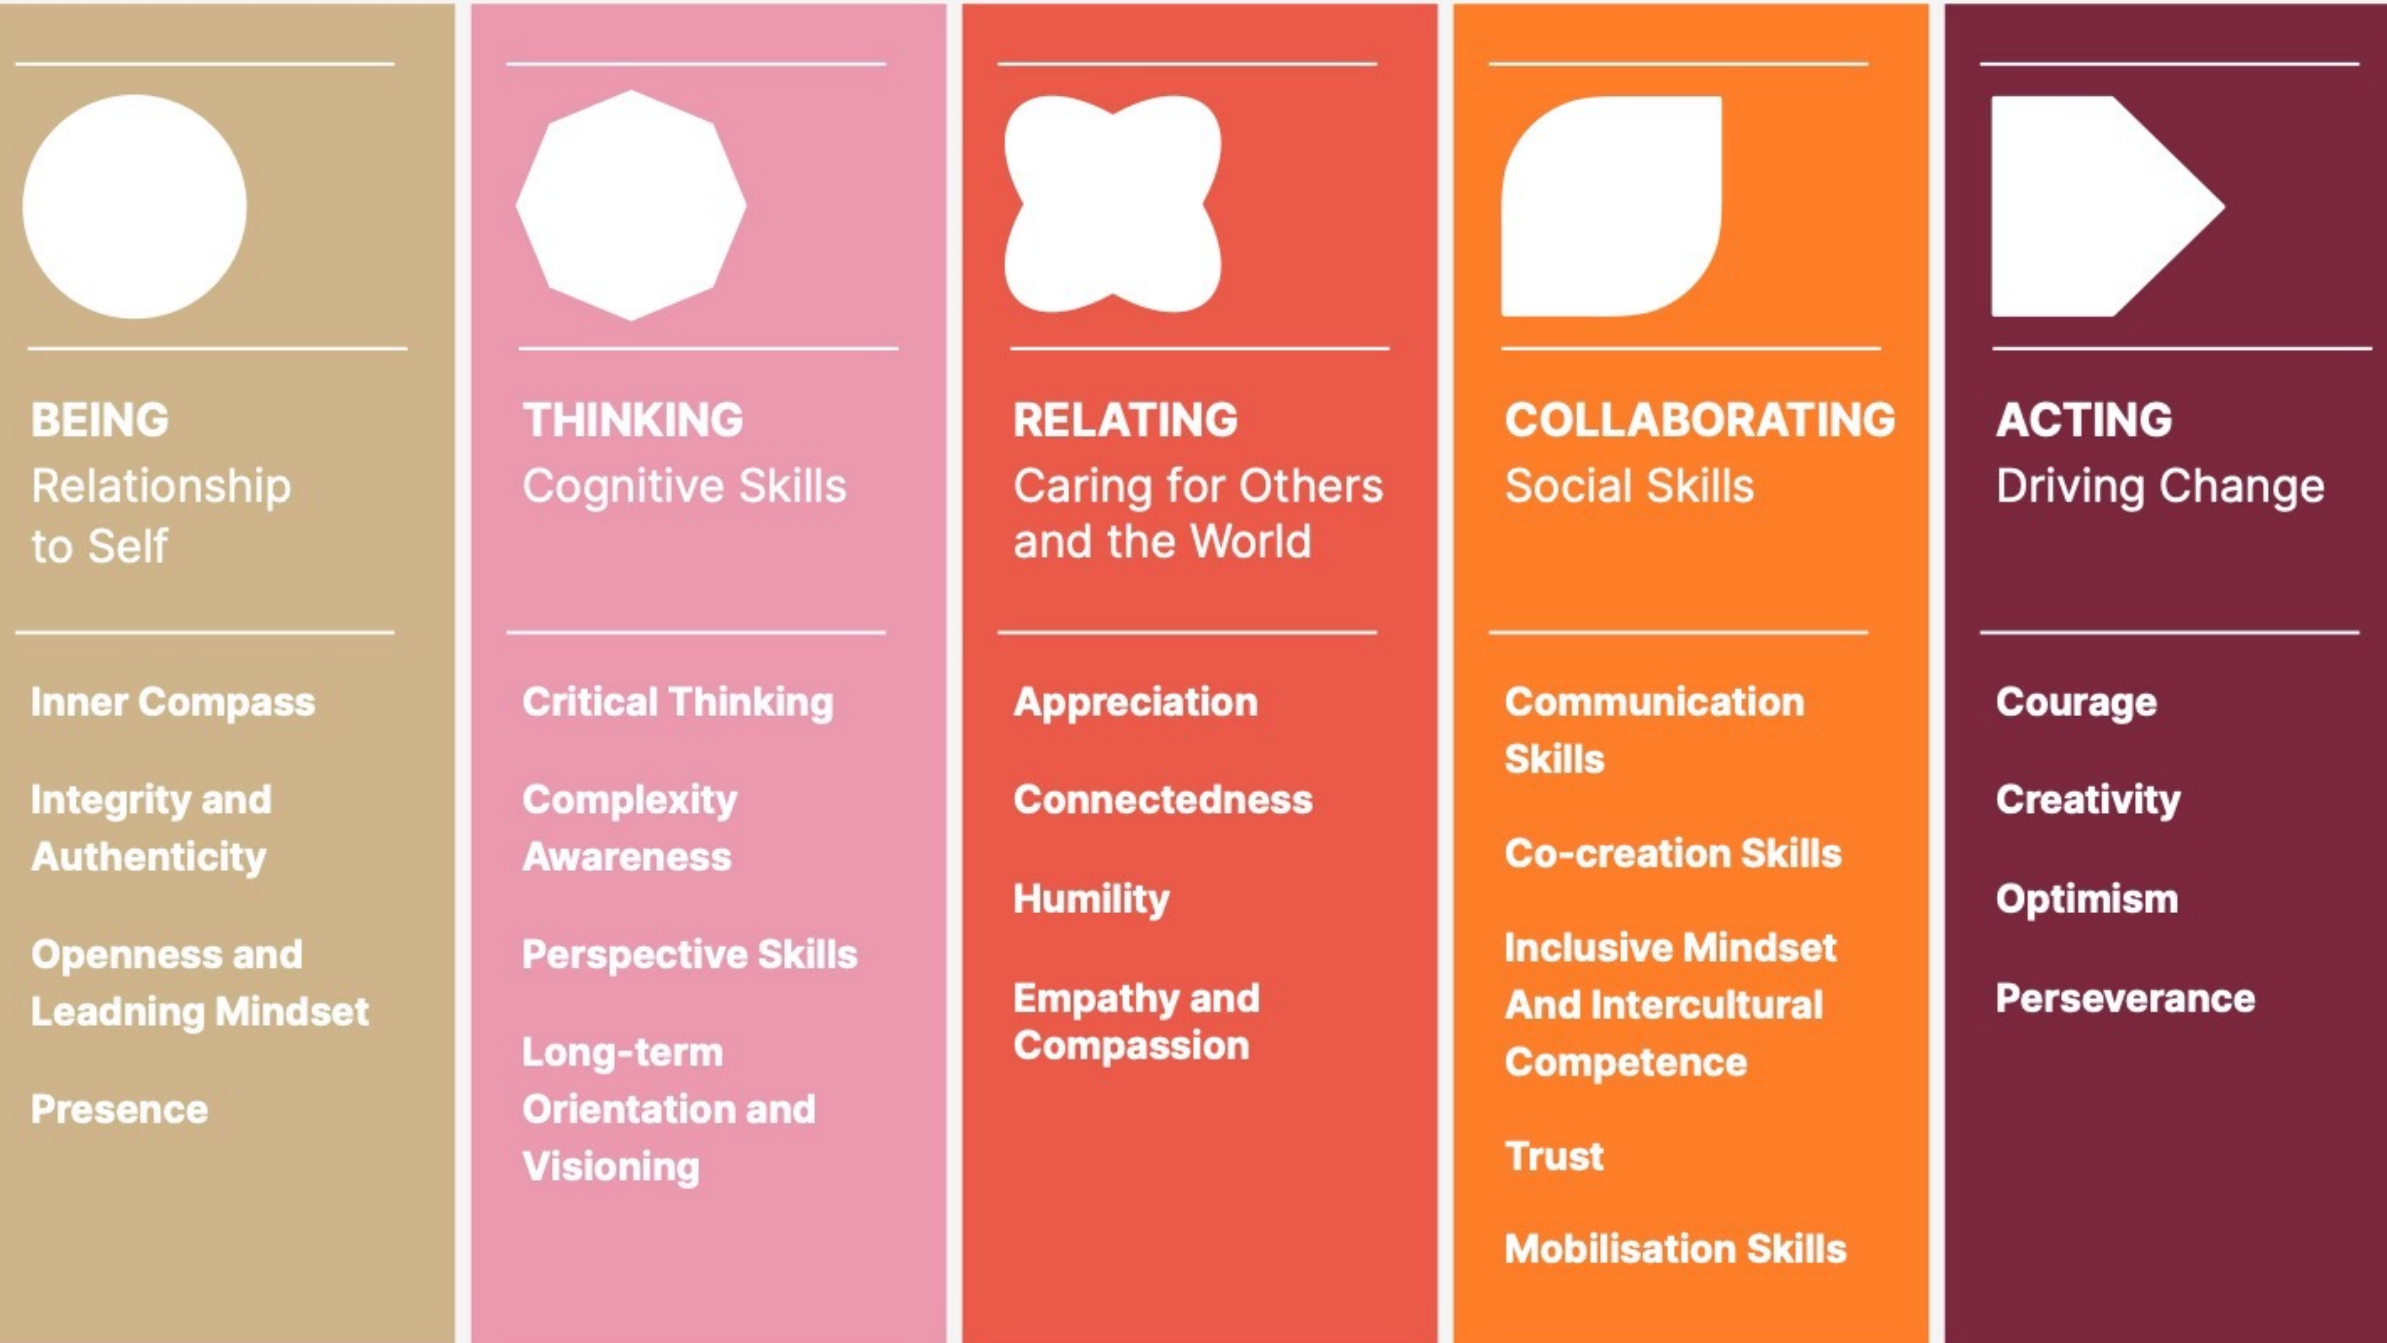 BEING
Relationship
to Self
Inner Compass
Integrity and
Authenticity
Openness and
Leadning Mindset
Presence
THINKING
Cognitive Skills
Critical Thinking
Complexity
Awareness
Perspective Skills
Long-term
Orientation and
Visioning
RELATING
Caring for Others
and the World
Appreciation
Connectedness
Humility
Empathy and
Compassion
COLLABORATING
Social Skills
Communication
Skills
Co-creation Skills
Inclusive Mindset
And Intercultural
Competence
Trust
Mobilisation Skills
ACTING
Driving Change
Courage
Creativity
Optimism
Perseverance